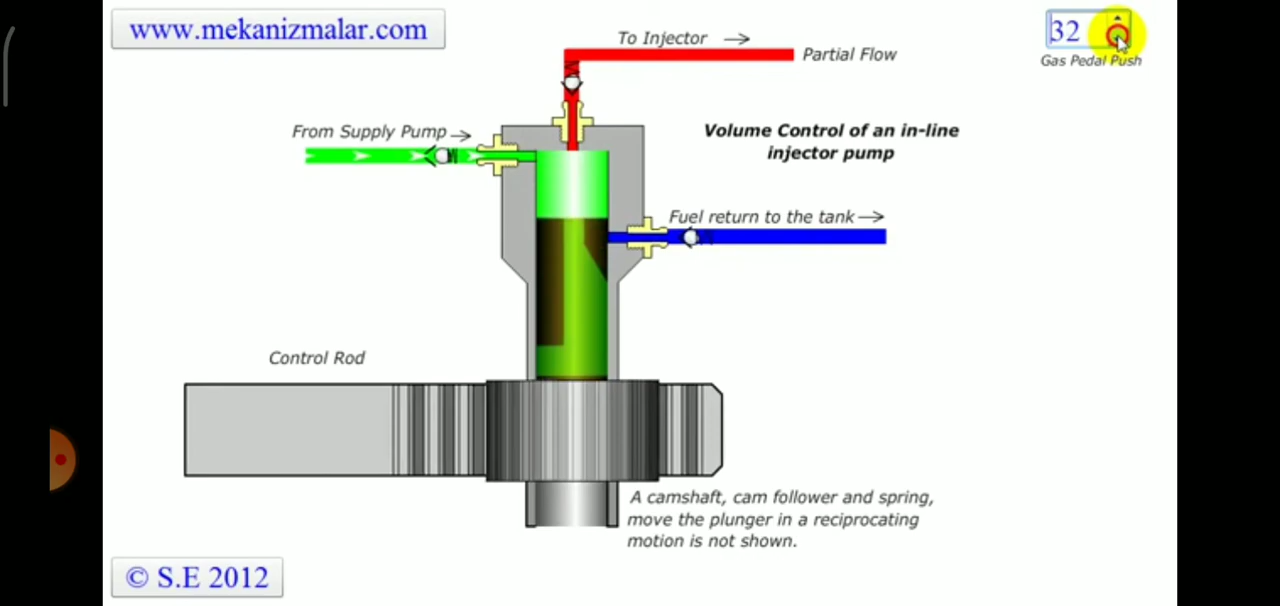 www.mekanizmalar.com
32
Gas Pedal Push
To Injector
Partial Flow
From Supply Pump
Volume Control of an in-line
injector pump
Fuel return to the tank
Control Rod
A camshaft, cam follower and spring,
move the plunger in a reciprocating
motion is not shown.
© S.E 2012